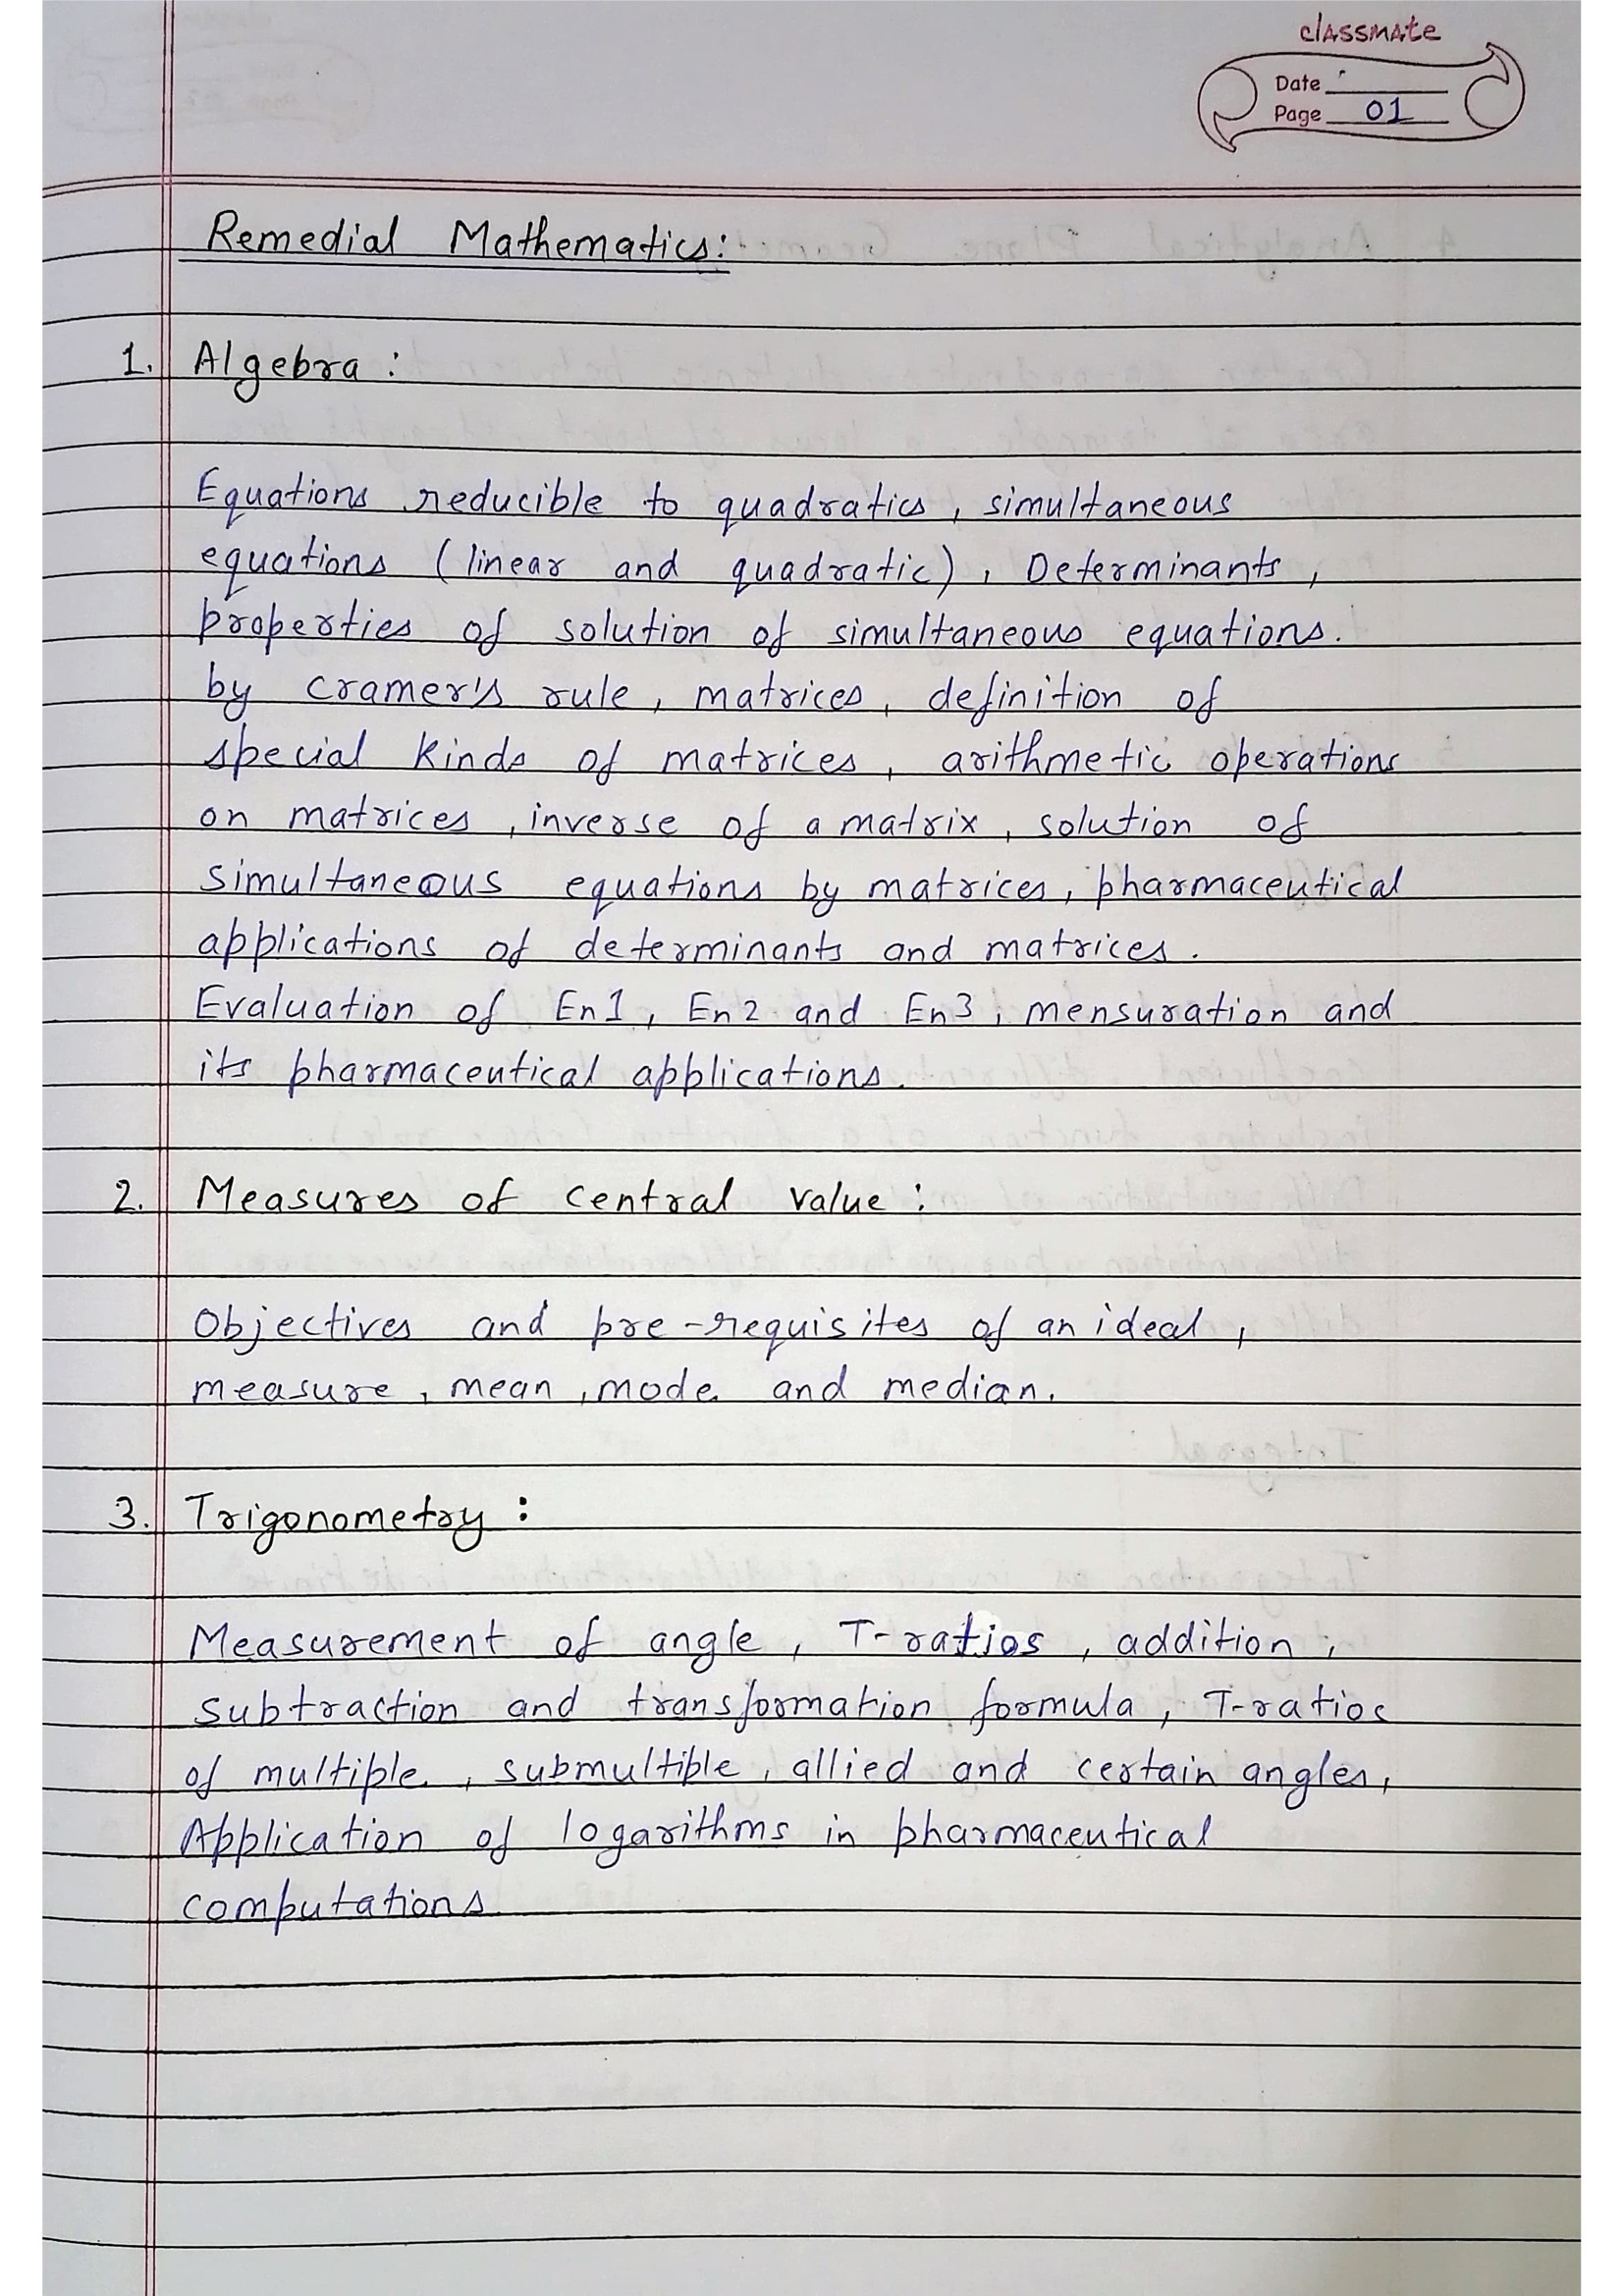 classmate
Date
Page 01
Remedial Mathematics:
1. Algebra :
Equations reducible to quadratics, simultaneous
equations (linear and quadratic), Determinants,
properties of solution of simultaneous equations.
by cramer's rule, matrices, definition of
special kinds of matrices, arithmetic operations
on matrices, inverse of a matrix, solution of
simultaneous equations by matrices, pharmaceutical
applications of determinants and matrices.
Evaluation of En1, En2 and En3, mensuration and
its pharmaceutical applications.
2. Measures of central value :
Objectives and pre-requisites of an ideal,
measure, mean, mode and median.
3. Trigonometry :
Measurement of angle, T-ratios, addition,
subtraction and transformation formula, T-ratios
of multiple, submultiple, allied and certain angles,
Application of logarithms in pharmaceutical
computations.